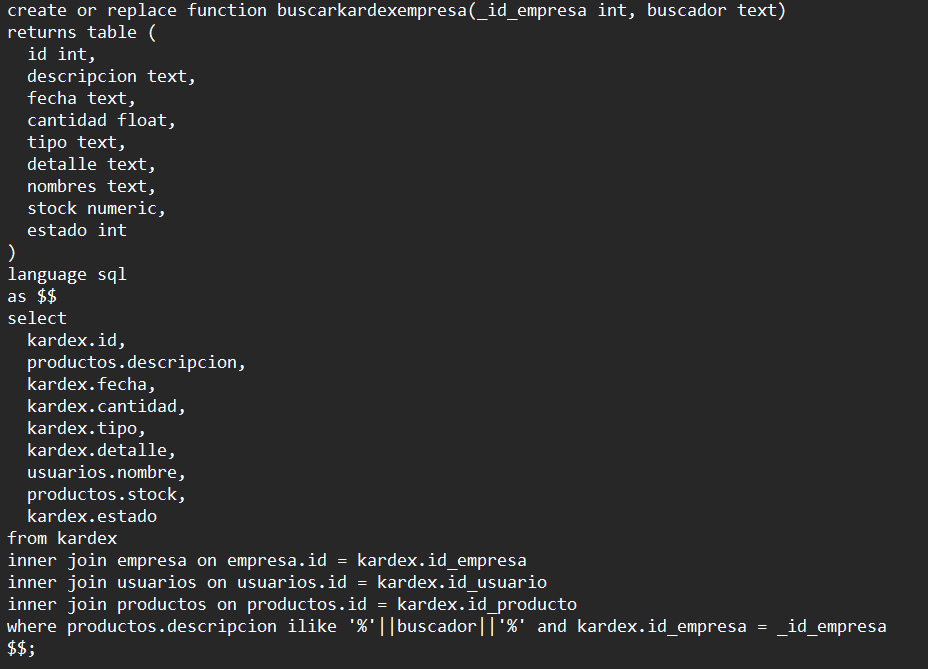 create or replace function buscarkardexempresa(_id_empresa int, buscador text)
returns table (
  id int,
  descripcion text,
  fecha text,
  cantidad float,
  tipo text,
  detalle text,
  nombres text,
  stock numeric,
  estado int
)
language sql
as $$
select
  kardex.id,
  productos.descripcion,
  kardex.fecha,
  kardex.cantidad,
  kardex.tipo,
  kardex.detalle,
  usuarios.nombre,
  productos.stock,
  kardex.estado
from kardex
inner join empresa on empresa.id = kardex.id_empresa
inner join usuarios on usuarios.id = kardex.id_usuario
inner join productos on productos.id = kardex.id_producto
where productos.descripcion ilike '%'||buscador||'%' and kardex.id_empresa = _id_empresa
$$;